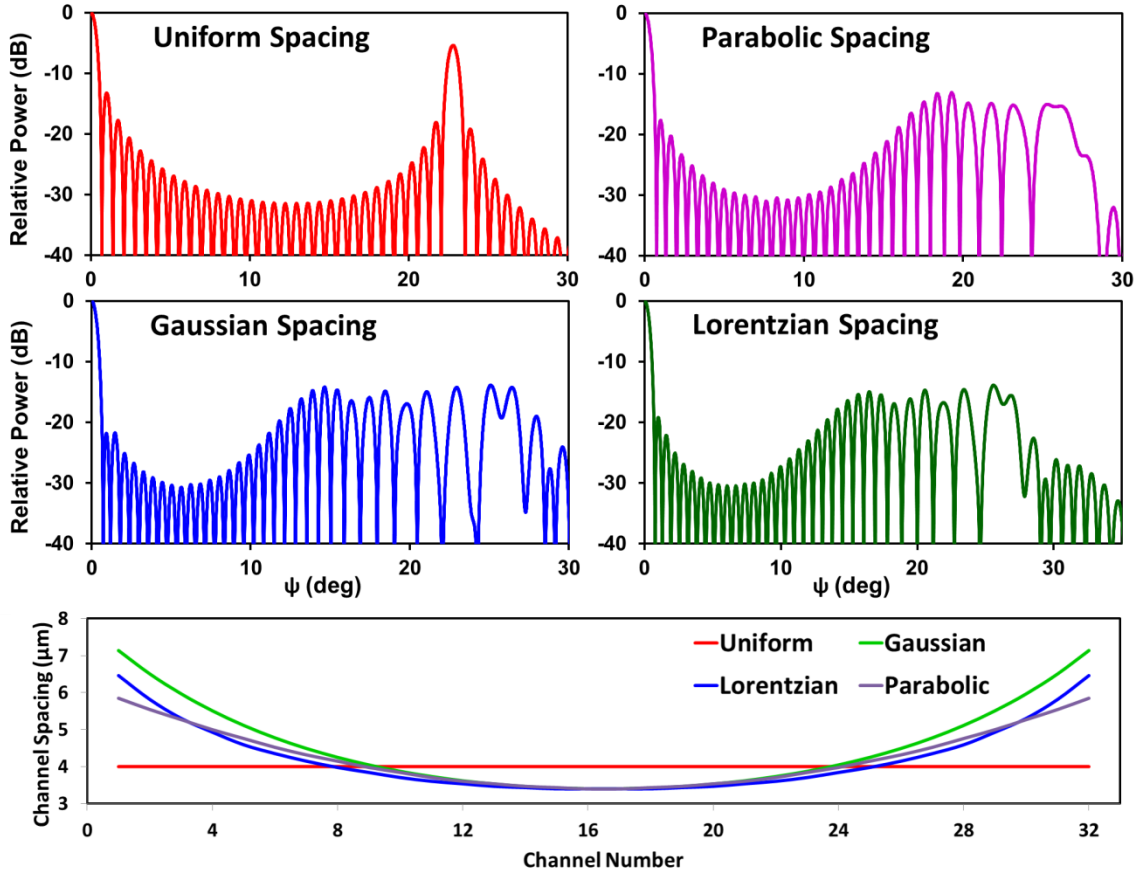 Uniform Spacing
Relative Power (dB)
0
-10
-20
-30
-40
0 10 20 30
Parabolic Spacing
0
-10
-20
-30
-40
0 10 20 30
Gaussian Spacing
Relative Power (dB)
0
-10
-20
-30
-40
0 10 20 30
ψ (deg)
Lorentzian Spacing
0
-10
-20
-30
-40
0 10 20 30
ψ (deg)
Channel Spacing (µm)
8
7
6
5
4
3
Uniform Gaussian
Lorentzian Parabolic
0 4 8 12 16 20 24 28 32
Channel Number